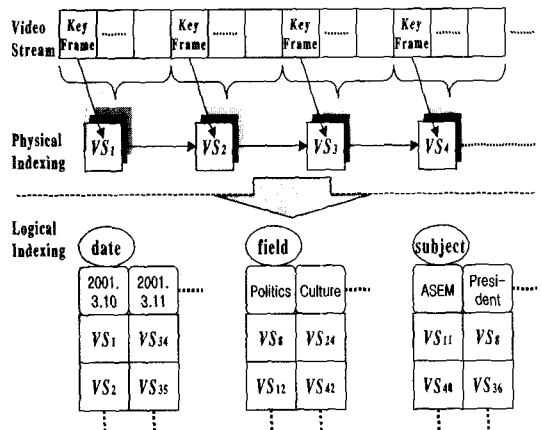 Video Stream
Key Frame ...... Key Frame ...... Key Frame ...... Key Frame ...... ......
Physical Indexing
VS1 VS2 VS3 VS4
Logical Indexing
date field subject
2001. 3.10 2001. 3.11 ...... Politics Culture ...... ASEM Presi- dent ......
VS1 VS34 VS8 VS24 VS11 VS8
VS2 VS35 VS12 VS42 VS40 VS36